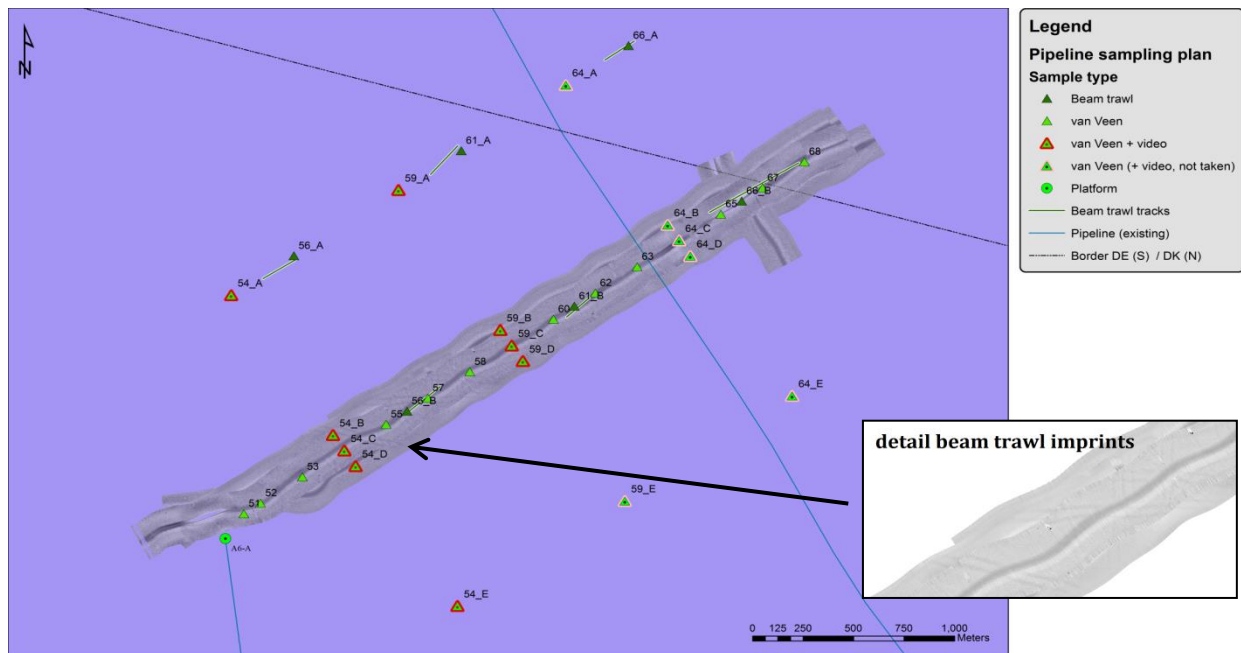 N
66_A
64_A
61_A
59_A
56_A
54_A
68
67
66_B
65
64_B
64_C
64_D
63
62
61_B
60
59_B
59_C
59_D
58
57
56_B
55
54_B
54_C
54_D
53
52
51
A6-A
64_E
59_E
54_E
0 125 250 500 750 1,000
Meters
Legend
Pipeline sampling plan
Sample type
Beam trawl
van Veen
van Veen + video
van Veen (+ video, not taken)
Platform
Beam trawl tracks
Pipeline (existing)
Border DE (S) / DK (N)
detail beam trawl imprints